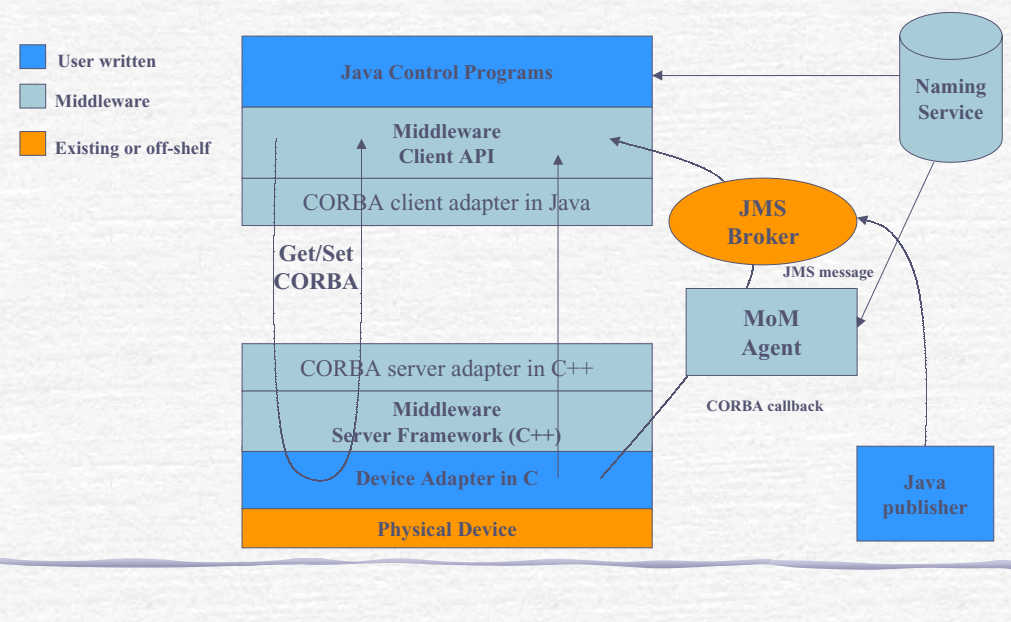 User written
Middleware
Existing or off-shelf
Java Control Programs
Middleware
Client API
CORBA client adapter in Java
Naming
Service
JMS
Broker
Get/Set
CORBA
JMS message
MoM
Agent
CORBA server adapter in C++
Middleware
Server Framework (C++)
CORBA callback
Device Adapter in C
Java
publisher
Physical Device